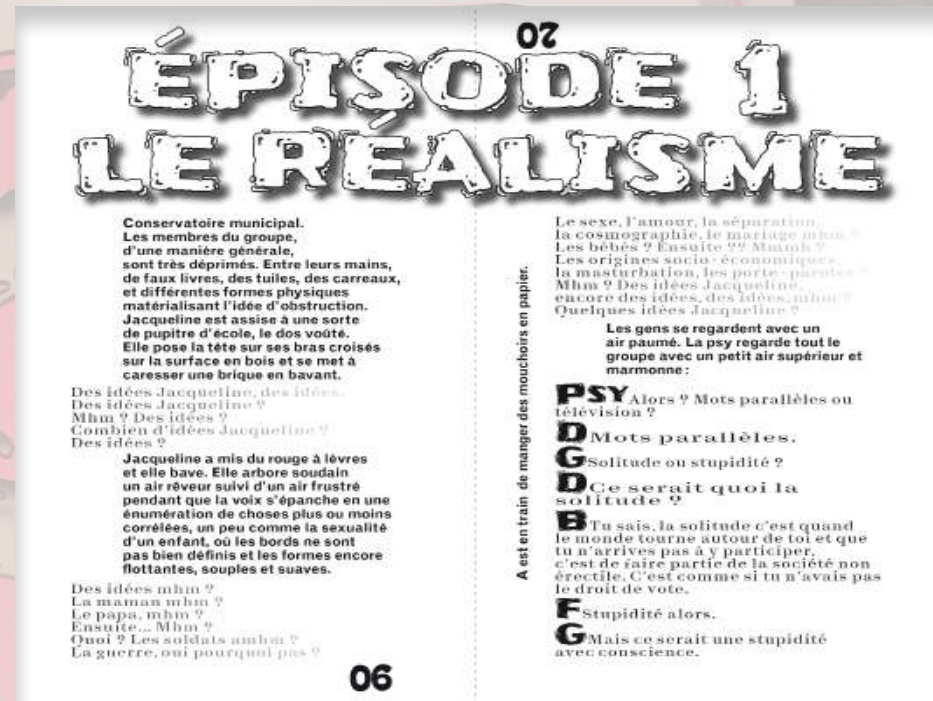 ÉPISODE 1
LE RÉALISME
Conservatoire municipal.
Les membres du groupe,
d'une manière générale,
sont très déprimés. Entre leurs mains,
de faux livres, des tuiles, des carreaux,
et différentes formes physiques
matérialisant l'idée d'obstruction.
Jacqueline est assise à une sorte
de pupitre d'école, le dos voûté.
Elle pose la tête sur ses bras croisés
sur la surface en bois et se met à
caresser une brique en bavant.
Des idées Jacqueline, des idées.
Des idées Jacqueline ?
Mhm ? Des idées ?
Combien d'idées Jacqueline ?
Des idées ?
Jacqueline a mis du rouge à lèvres
et elle bave. Elle arbore soudain
un air rêveur suivi d'un air frustré
pendant que la voix s'épanche en une
énumération de choses plus ou moins
corrélées, un peu comme la sexualité
d'un enfant, où les bords ne sont
pas bien définis et les formes encore
flottantes, souples et suaves.
Des idées mhm ?
La maman mhm ?
Le papa, mhm ?
Ensuite... Mhm ?
Quoi ? Les soldats amhm ?
La guerre, oui pourquoi pas ?
06
07
Le sexe, l'amour, la séparation,
la cosmographie, le mariage mhm ?
Les bébés ? Ensuite ?? Mmmh ?
Les origines socio-économiques,
la masturbation, les porte-paroles ?
Mhm ? Des idées Jacqueline,
encore des idées, des idées, mhm ?
Quelques idées Jacqueline ?
Les gens se regardent avec un
air paumé. La psy regarde tout le
groupe avec un petit air supérieur et
marmonne :
A est en train de manger des mouchoirs en papier.
PSY Alors ? Mots parallèles ou
télévision ?
D Mots parallèles.
G Solitude ou stupidité ?
D Ce serait quoi la
solitude ?
B Tu sais, la solitude c'est quand
le monde tourne autour de toi et que
tu n'arrives pas à y participer,
c'est de faire partie de la société non
érectile. C'est comme si tu n'avais pas
le droit de vote.
F Stupidité alors.
G Mais ce serait une stupidité
avec conscience.